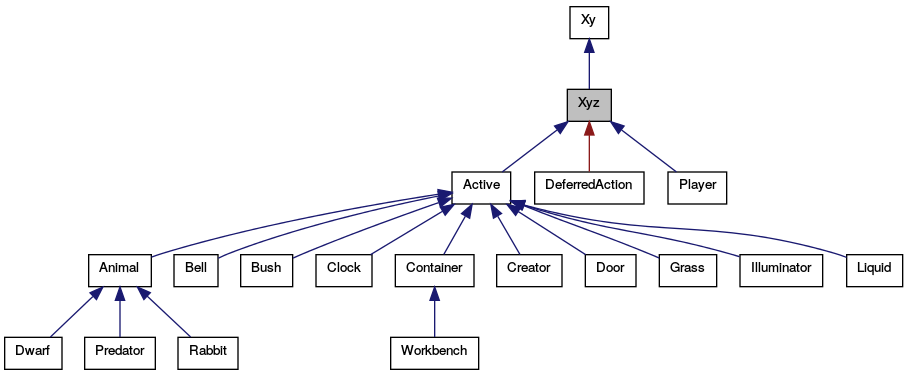 Xy
Xyz
Active
DeferredAction
Player
Animal
Bell
Bush
Clock
Container
Creator
Door
Grass
Illuminator
Liquid
Dwarf
Predator
Rabbit
Workbench